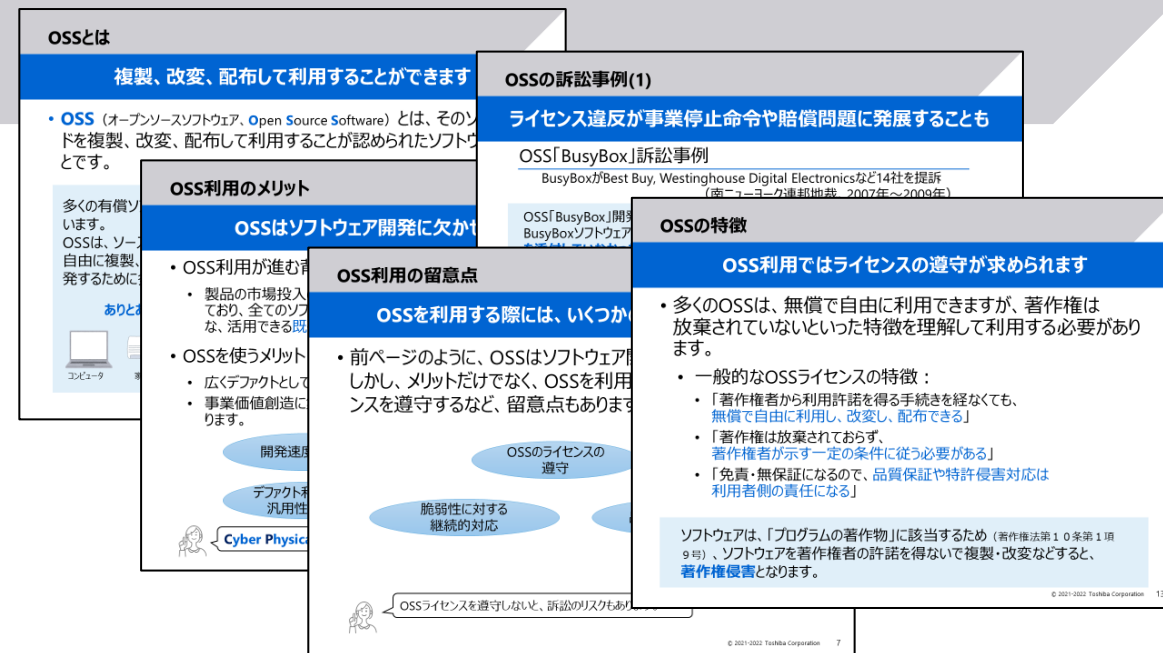 OSSとは
複製、改変、配布して利用することができます
• OSS（オープンソースソフトウェア、Open Source Software）とは、そのソ
ドを複製、改変、配布して利用することが認められたソフトウ
とです。
多くの有償ソ
います。
OSSは、ソース
自由に複製、
発するために
ありとあ
コンピュータ
OSS利用のメリット
OSSはソフトウェア開発に欠かせ
• OSS利用が進む背
• 製品の市場投入
ており、全てのソフ
な、活用できる既
• OSSを使うメリット
• 広くデファクトとして
• 事業価値創造に
ります。
開発速度
デファクト利
汎用性
Cyber Physica
OSSの訴訟事例(1)
ライセンス違反が事業停止命令や賠償問題に発展することも
OSS「BusyBox」訴訟事例
BusyBoxがBest Buy, Westinghouse Digital Electronicsなど14社を提訴
（南ニューヨーク連邦地裁、2007年～2009年）
OSS「BusyBox」開発
BusyBoxソフトウェア
OSS利用の留意点
OSSを利用する際には、いくつかの
• 前ページのように、OSSはソフトウェア開
しかし、メリットだけでなく、OSSを利用
ンスを遵守するなど、留意点もあります
OSSのライセンスの
遵守
脆弱性に対する
継続的対応
OSSライセンスを遵守しないと、訴訟のリスクもあります。
© 2021-2022 Toshiba Corporation 7
OSSの特徴
OSS利用ではライセンスの遵守が求められます
• 多くのOSSは、無償で自由に利用できますが、著作権は
放棄されていないといった特徴を理解して利用する必要があり
ます。
• 一般的なOSSライセンスの特徴：
• 「著作権者から利用許諾を得る手続きを経なくても、
無償で自由に利用し、改変し、配布できる」
• 「著作権は放棄されておらず、
著作権者が示す一定の条件に従う必要がある」
• 「免責・無保証になるので、品質保証や特許侵害対応は
利用者側の責任になる」
ソフトウェアは、「プログラムの著作物」に該当するため（著作権法第１０条第１項
９号）、ソフトウェアを著作権者の許諾を得ないで複製・改変などすると、
著作権侵害となります。
© 2021-2022 Toshiba Corporation 13